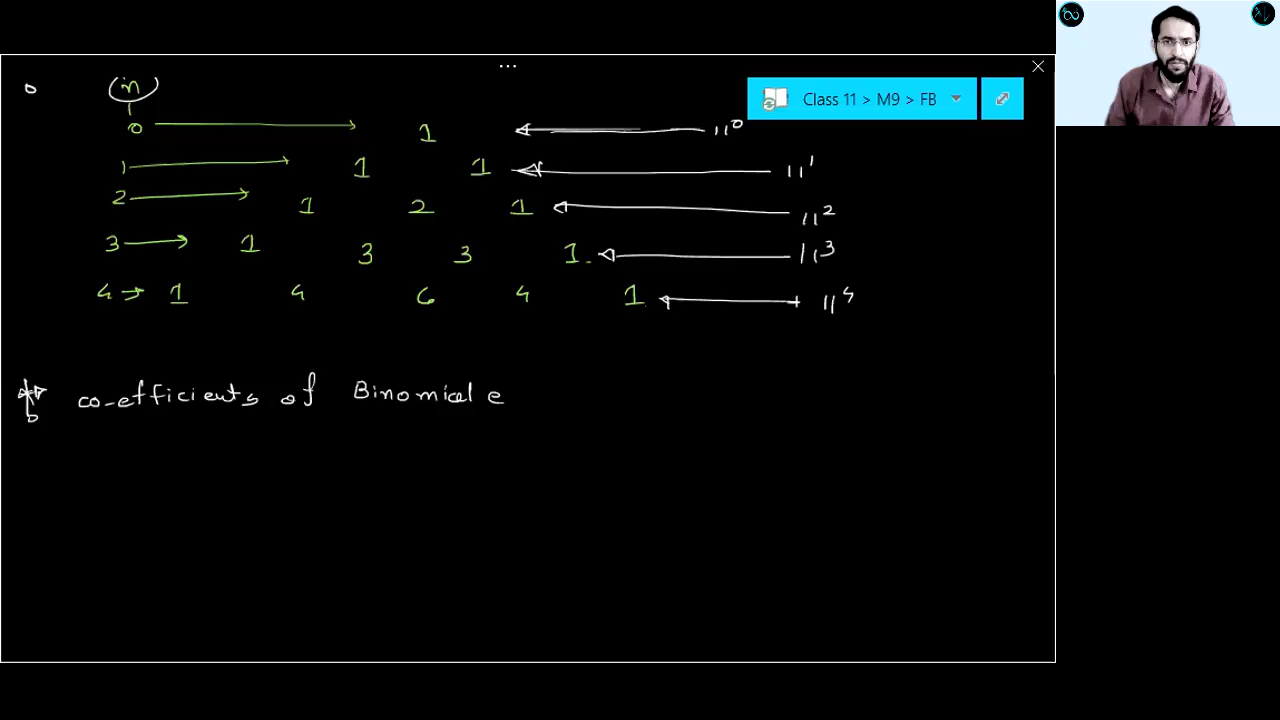 n
Class 11 > M9 > FB
0 → 1 ← 11⁰
1 → 1 1 ← 11¹
2 → 1 2 1 ← 11²
3 → 1 3 3 1 ← 11³
4 → 1 4 6 4 1 ← 11⁴
co-efficients of Binomial e